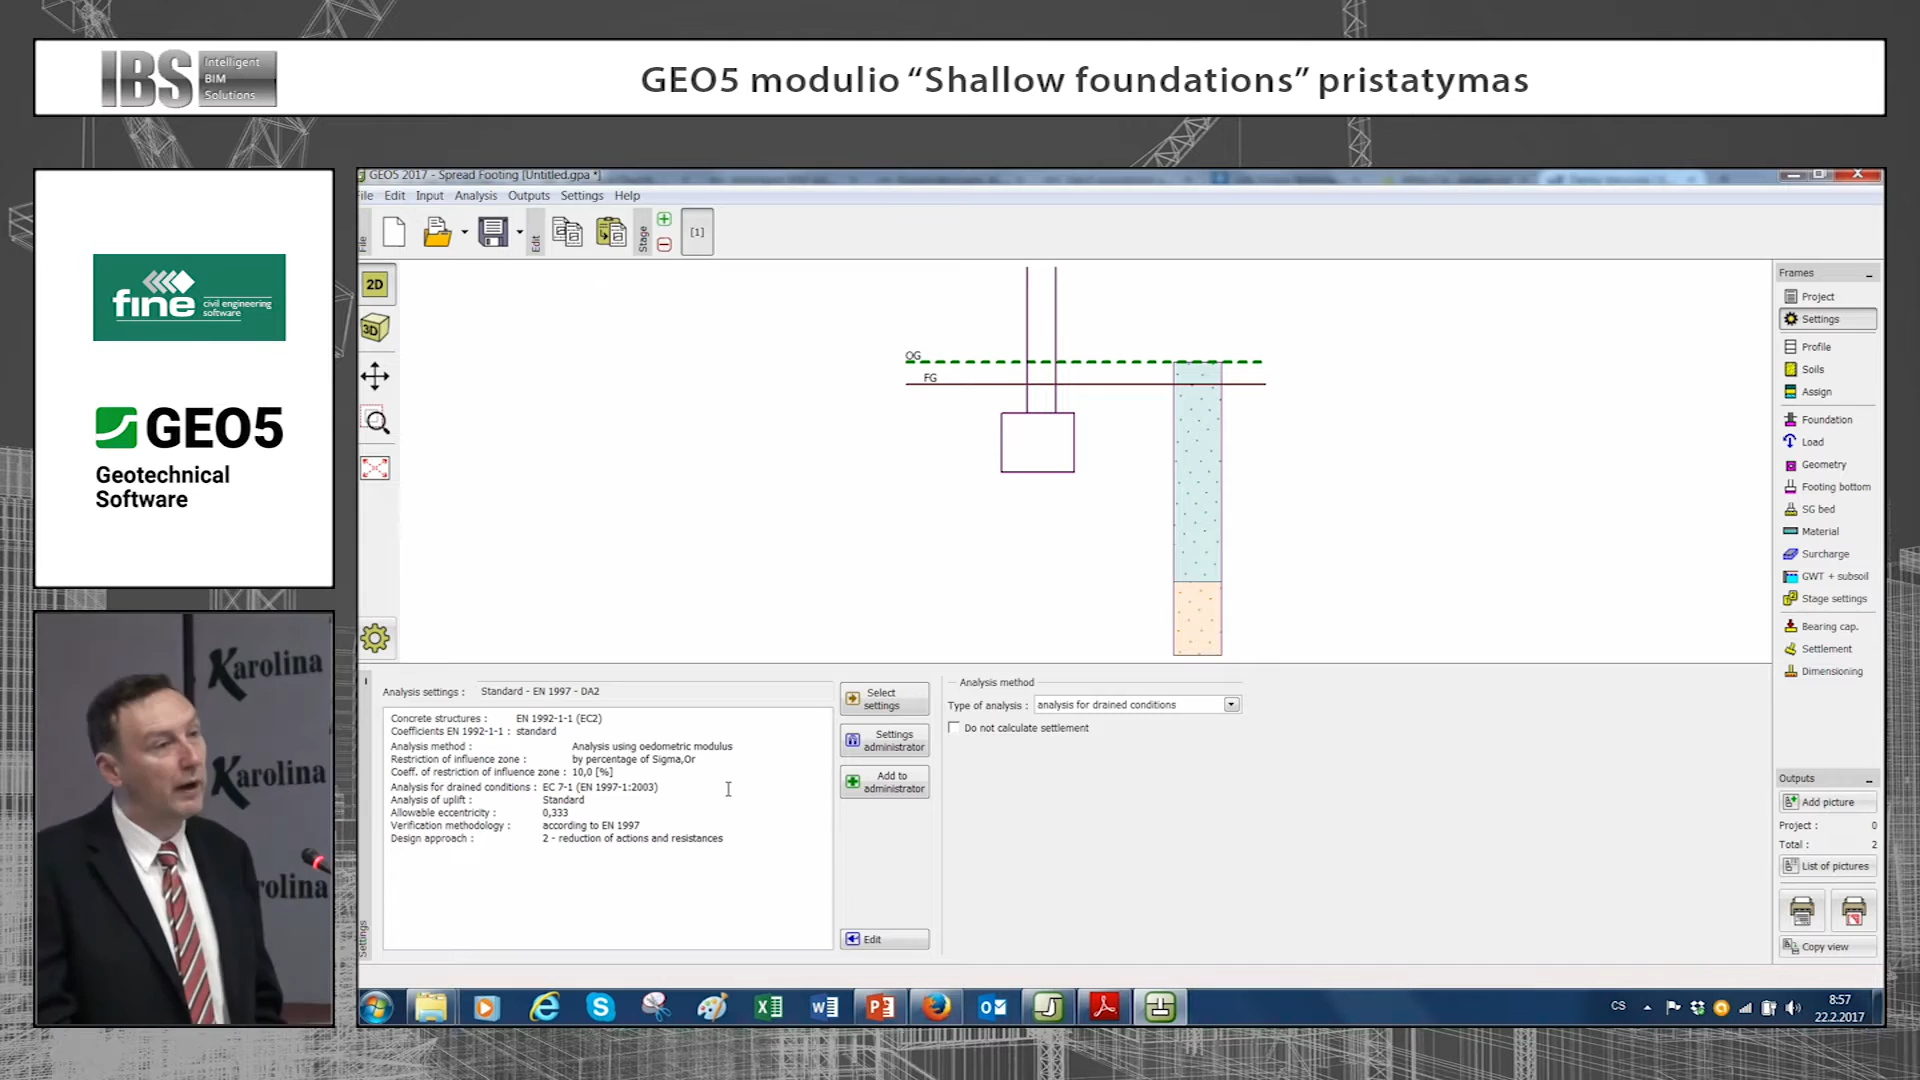 IBS Intelligent
BIM
Solutions
GEO5 modulio “Shallow foundations” pristatymas
fine civil engineering
software
GEO5
Geotechnical
Software
Karolina
Karolina
rolina
GEO5 2017 - Spread Footing [Untitled.gpa *]
File Edit Input Analysis Outputs Settings Help
File
Edit
Stage
[1]
2D
3D
OG
FG
Frames
Project
Settings
Profile
Soils
Assign
Foundation
Load
Geometry
Footing bottom
SG bed
Material
Surcharge
GWT + subsoil
Stage settings
Bearing cap.
Settlement
Dimensioning
Settings
Analysis settings : Standard - EN 1997 - DA2
Concrete structures : EN 1992-1-1 (EC2)
Coefficients EN 1992-1-1 : standard
Analysis method : Analysis using oedometric modulus
Restriction of influence zone : by percentage of Sigma,Or
Coeff. of restriction of influence zone : 10,0 [%]
Analysis for drained conditions : EC 7-1 (EN 1997-1:2003)
Analysis of uplift : Standard
Allowable eccentricity : 0,333
Verification methodology : according to EN 1997
Design approach : 2 - reduction of actions and resistances
Select
settings
Settings
administrator
Add to
administrator
Edit
Analysis method
Type of analysis : analysis for drained conditions
Do not calculate settlement
Outputs
Add picture
Project : 0
Total : 2
List of pictures
Copy view
CS
8:57
22.2.2017